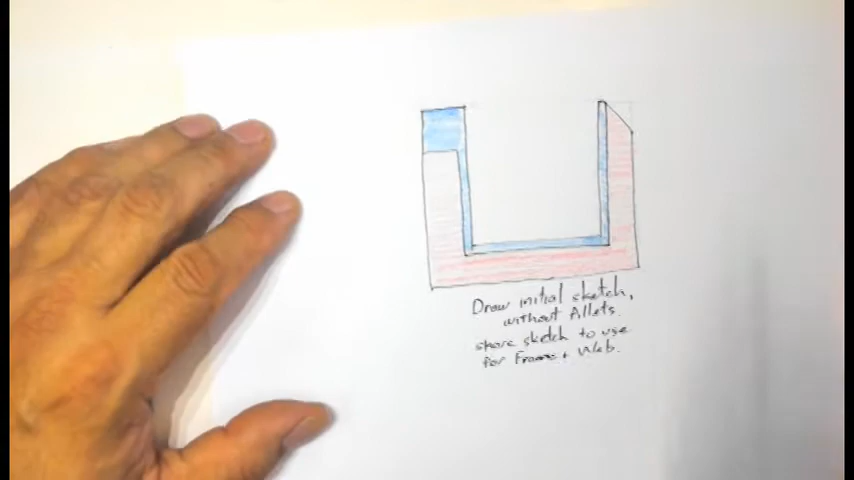 Draw initial sketch,
without fillets.
share sketch to use
for Frame + Web.